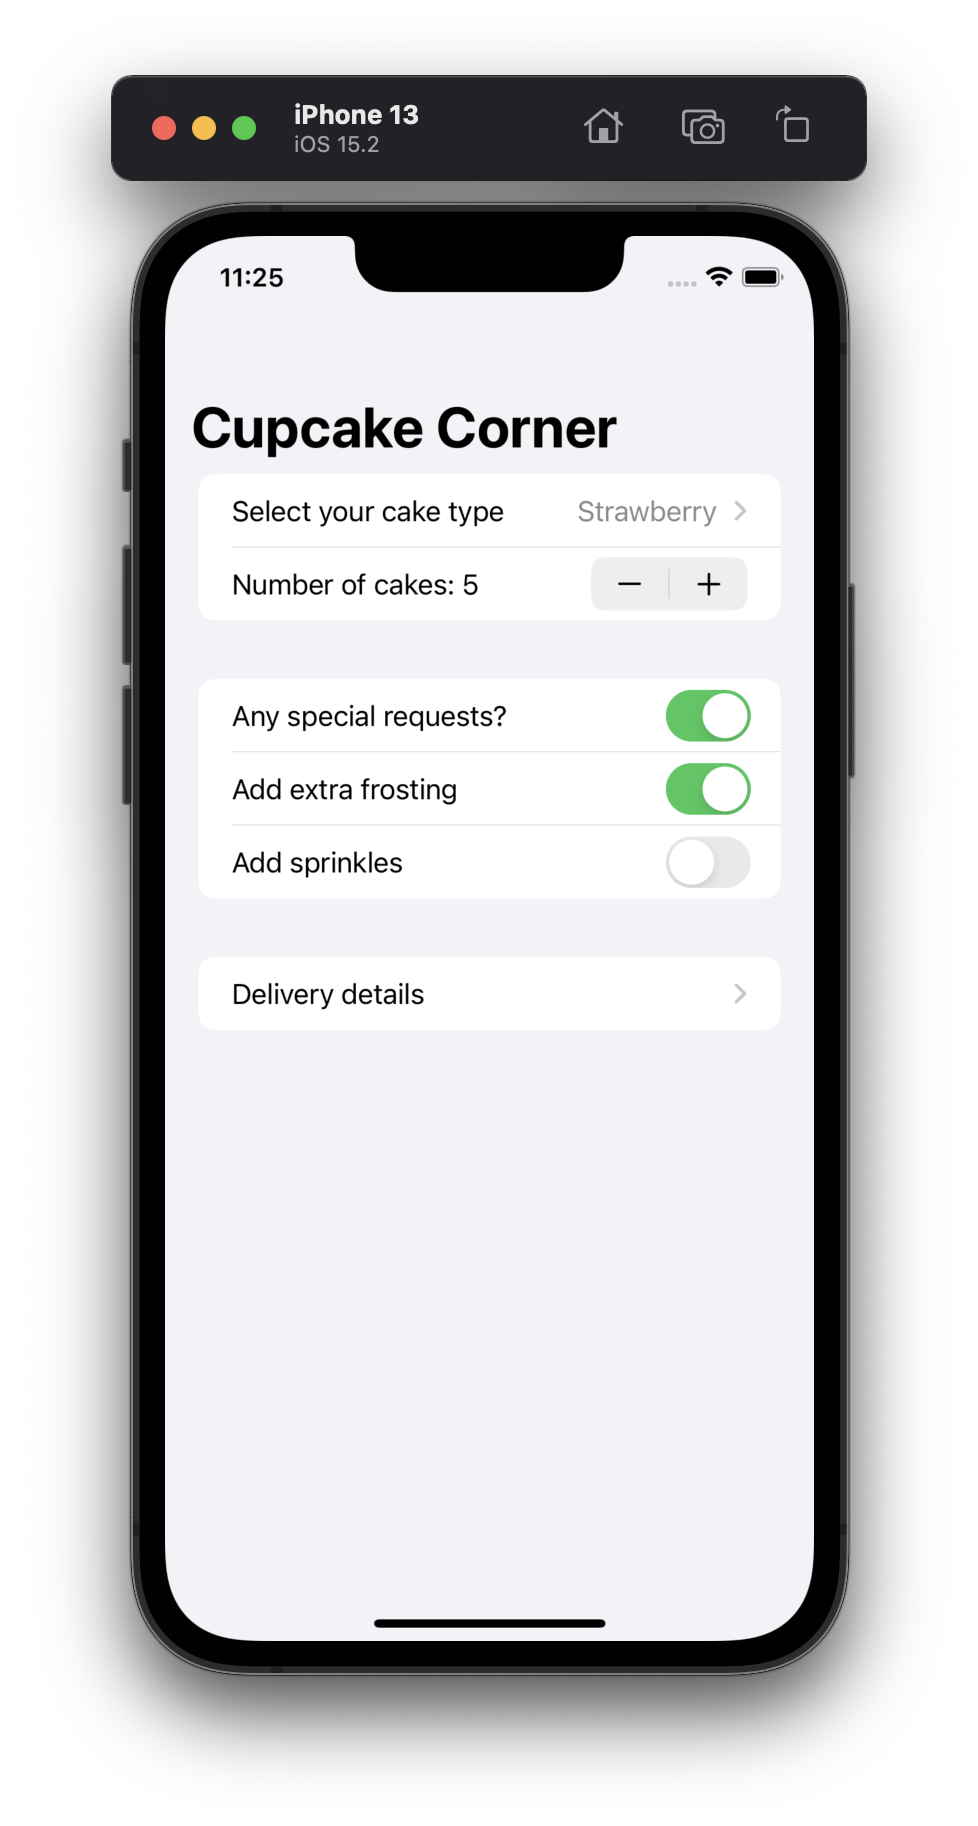 iPhone 13
iOS 15.2
11:25
Cupcake Corner
Select your cake type Strawberry
Number of cakes: 5
Any special requests?
Add extra frosting
Add sprinkles
Delivery details